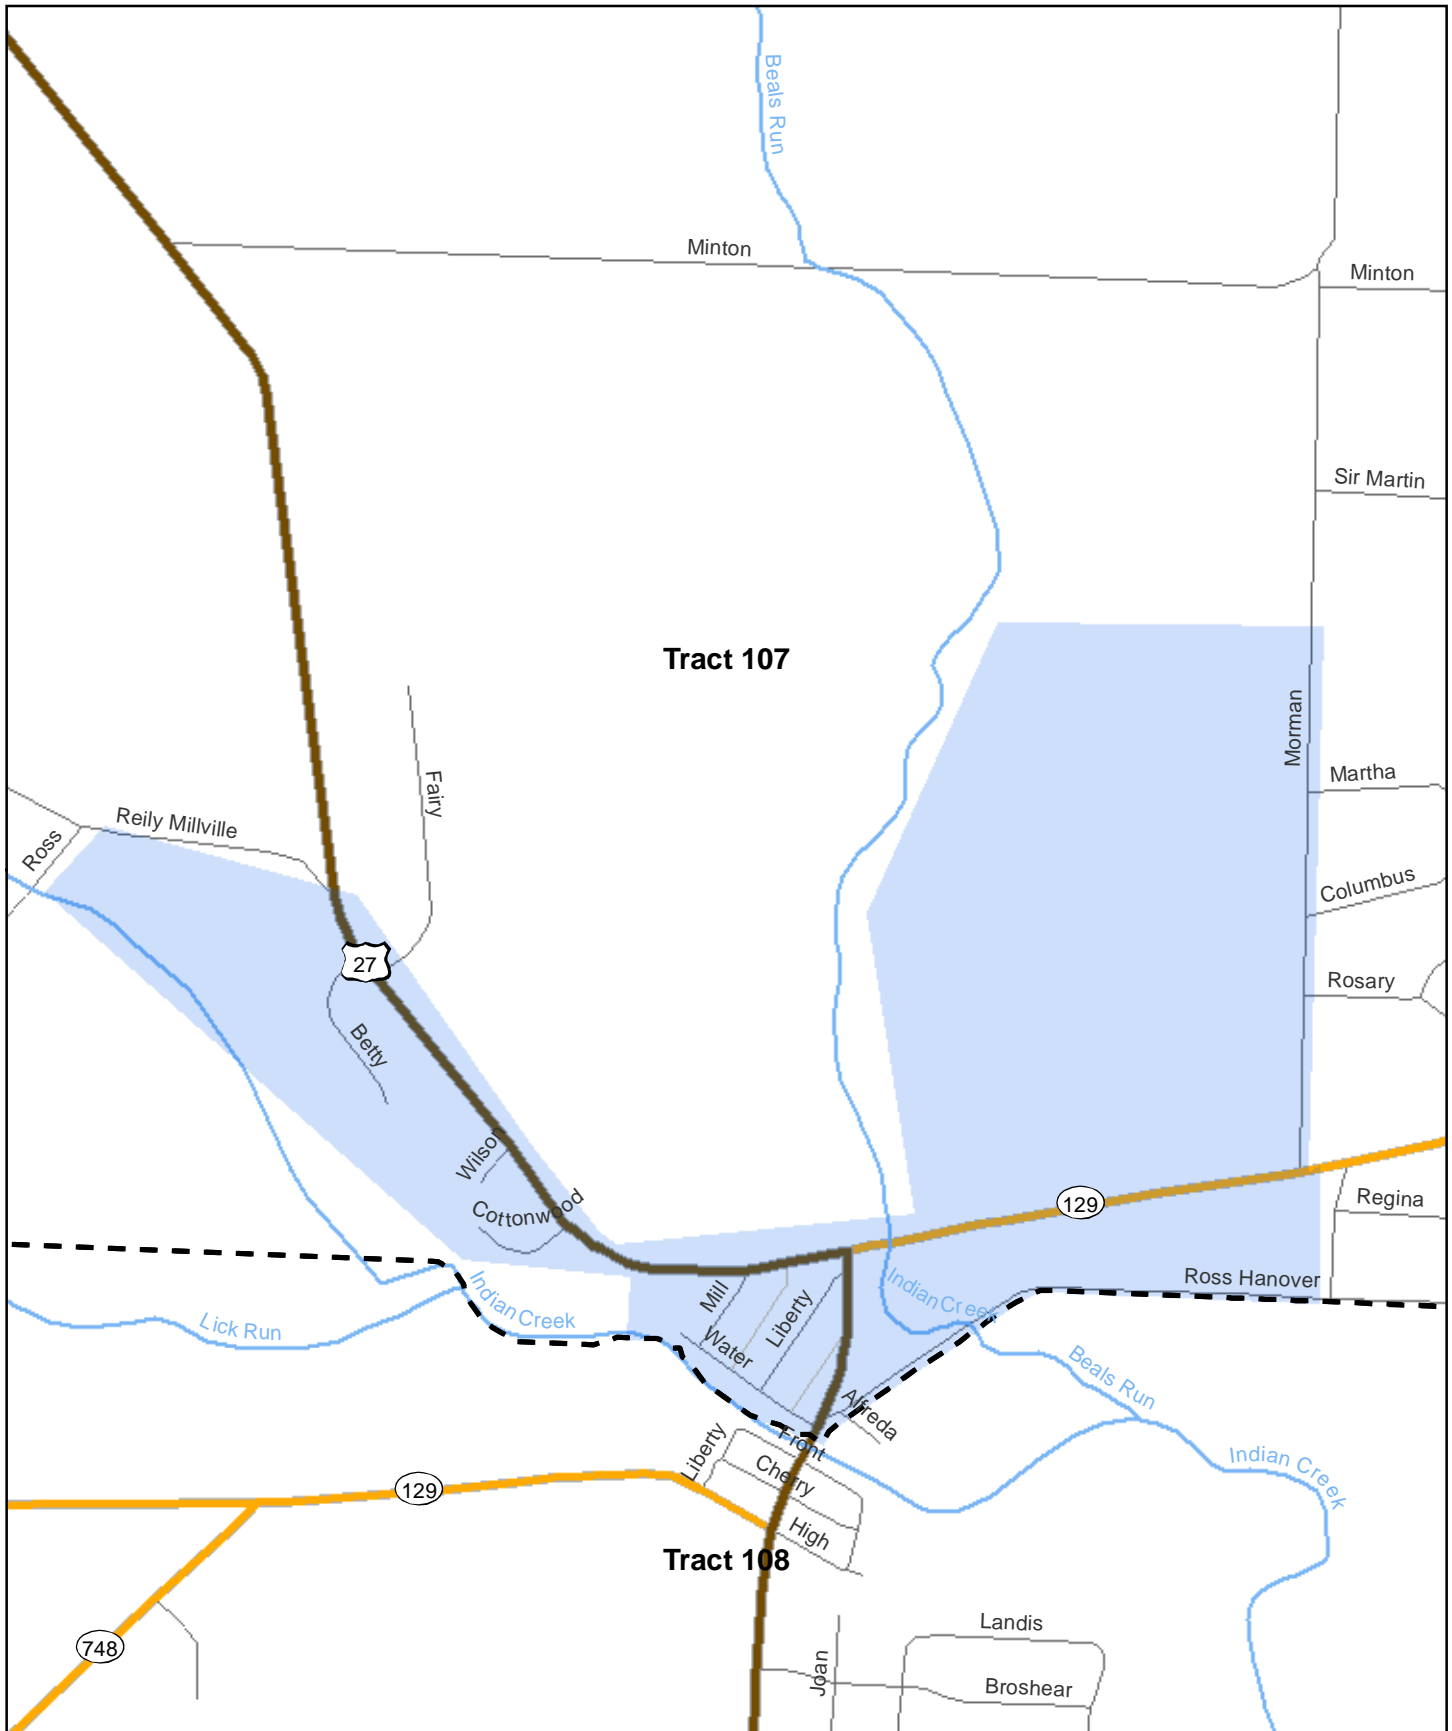 Beals Run
Minton
Minton
Sir Martin
Tract 107
Morman
Martha
Fairy
Reily Millville
Ross
Columbus
27
Rosary
Betty
Wilson
Cottonwood
129
Regina
Ross Hanover
Indian Creek
Indian Creek
Mill
Liberty
Lick Run
Water
Beals Run
Alfreda
Front
Liberty
Cherry
Indian Creek
129
High
Tract 108
Landis
748
Joan
Broshear